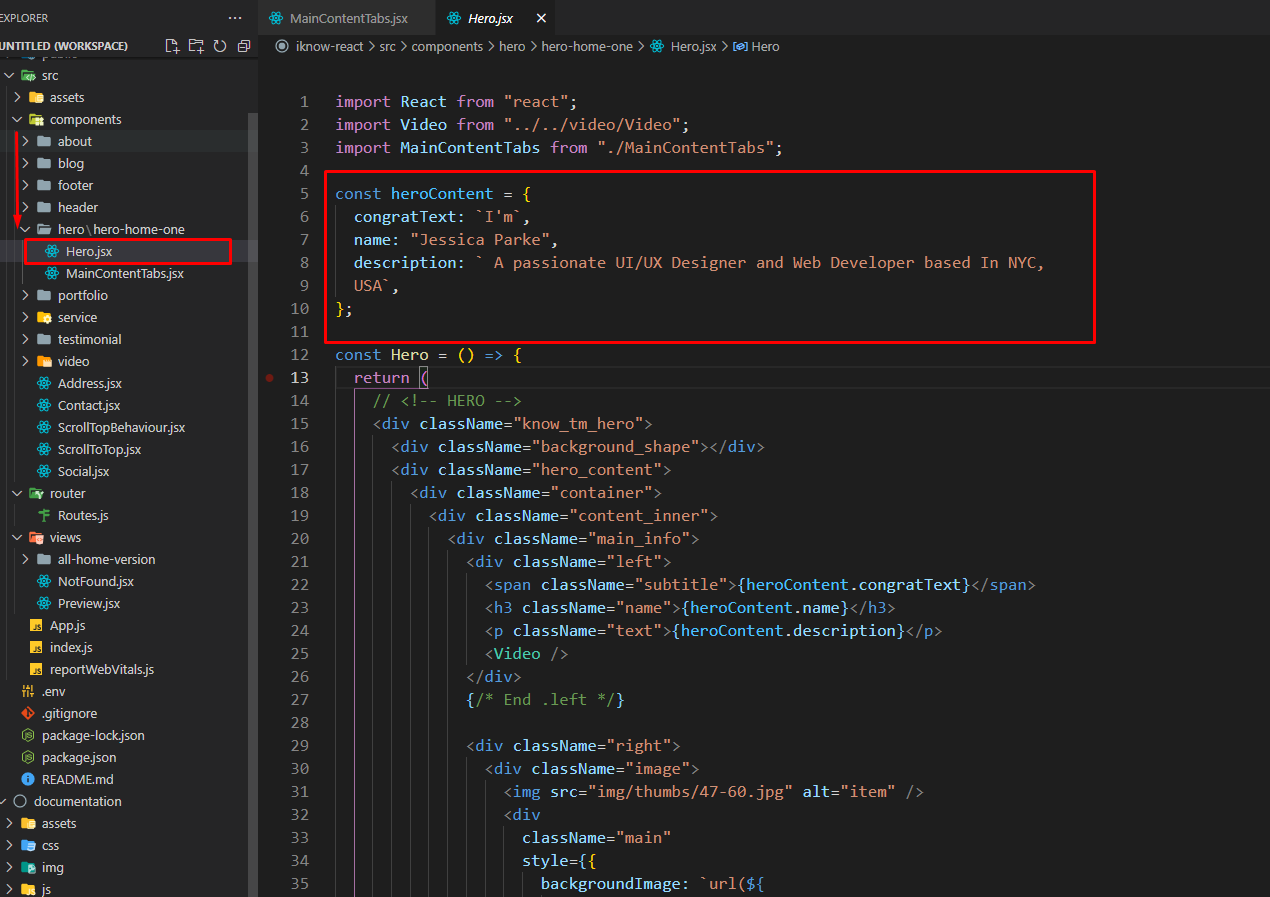 EXPLORER
···
MainContentTabs.jsx
Hero.jsx
UNTITLED (WORKSPACE)
iknow-react > src > components > hero > hero-home-one > Hero.jsx > Hero
src
assets
components
about
blog
footer
header
hero\hero-home-one
Hero.jsx
MainContentTabs.jsx
portfolio
service
testimonial
video
Address.jsx
Contact.jsx
ScrollTopBehaviour.jsx
ScrollToTop.jsx
Social.jsx
router
Routes.js
views
all-home-version
NotFound.jsx
Preview.jsx
App.js
index.js
reportWebVitals.js
.env
.gitignore
package-lock.json
package.json
README.md
documentation
assets
css
img
js
1 import React from "react";
2 import Video from "../../video/Video";
3 import MainContentTabs from "./MainContentTabs";
4
5 const heroContent = {
6 congratText: `I'm`,
7 name: "Jessica Parke",
8 description: ` A passionate UI/UX Designer and Web Developer based In NYC,
9 USA`,
10 };
11
12 const Hero = () => {
13 return (
14 // <!-- HERO -->
15 <div className="know_tm_hero">
16 <div className="background_shape"></div>
17 <div className="hero_content">
18 <div className="container">
19 <div className="content_inner">
20 <div className="main_info">
21 <div className="left">
22 <span className="subtitle">{heroContent.congratText}</span>
23 <h3 className="name">{heroContent.name}</h3>
24 <p className="text">{heroContent.description}</p>
25 <Video />
26 </div>
27 {/* End .left */}
28
29 <div className="right">
30 <div className="image">
31 <img src="img/thumbs/47-60.jpg" alt="item" />
32 <div
33 className="main"
34 style={{
35 backgroundImage: `url(${